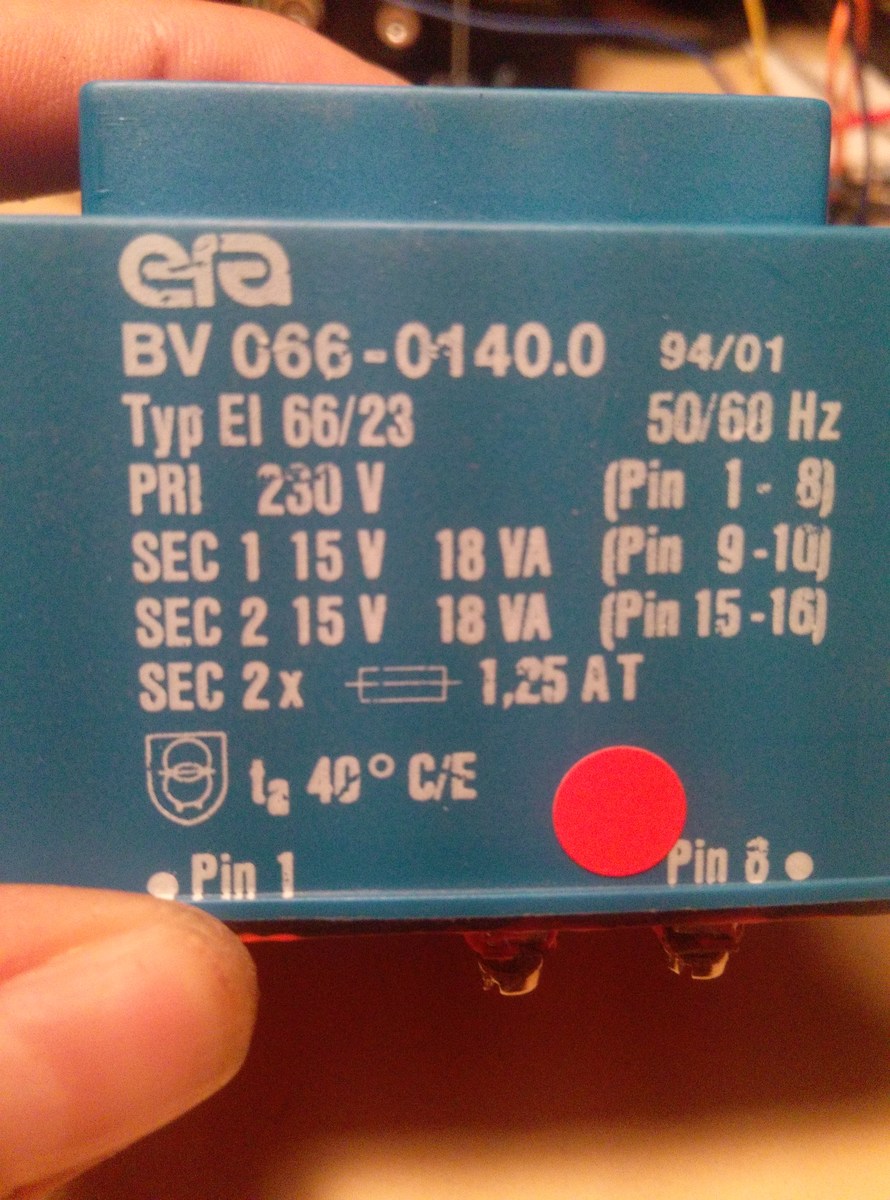 eia
BV 066-0140.0 94/01
Typ EI 66/23 50/60 Hz
PRI 230 V (Pin 1 - 8)
SEC 1 15 V 18 VA (Pin 9 -10)
SEC 2 15 V 18 VA (Pin 15 -16)
SEC 2 x 1,25 A T
ta 40° C/E
Pin 1 Pin 8